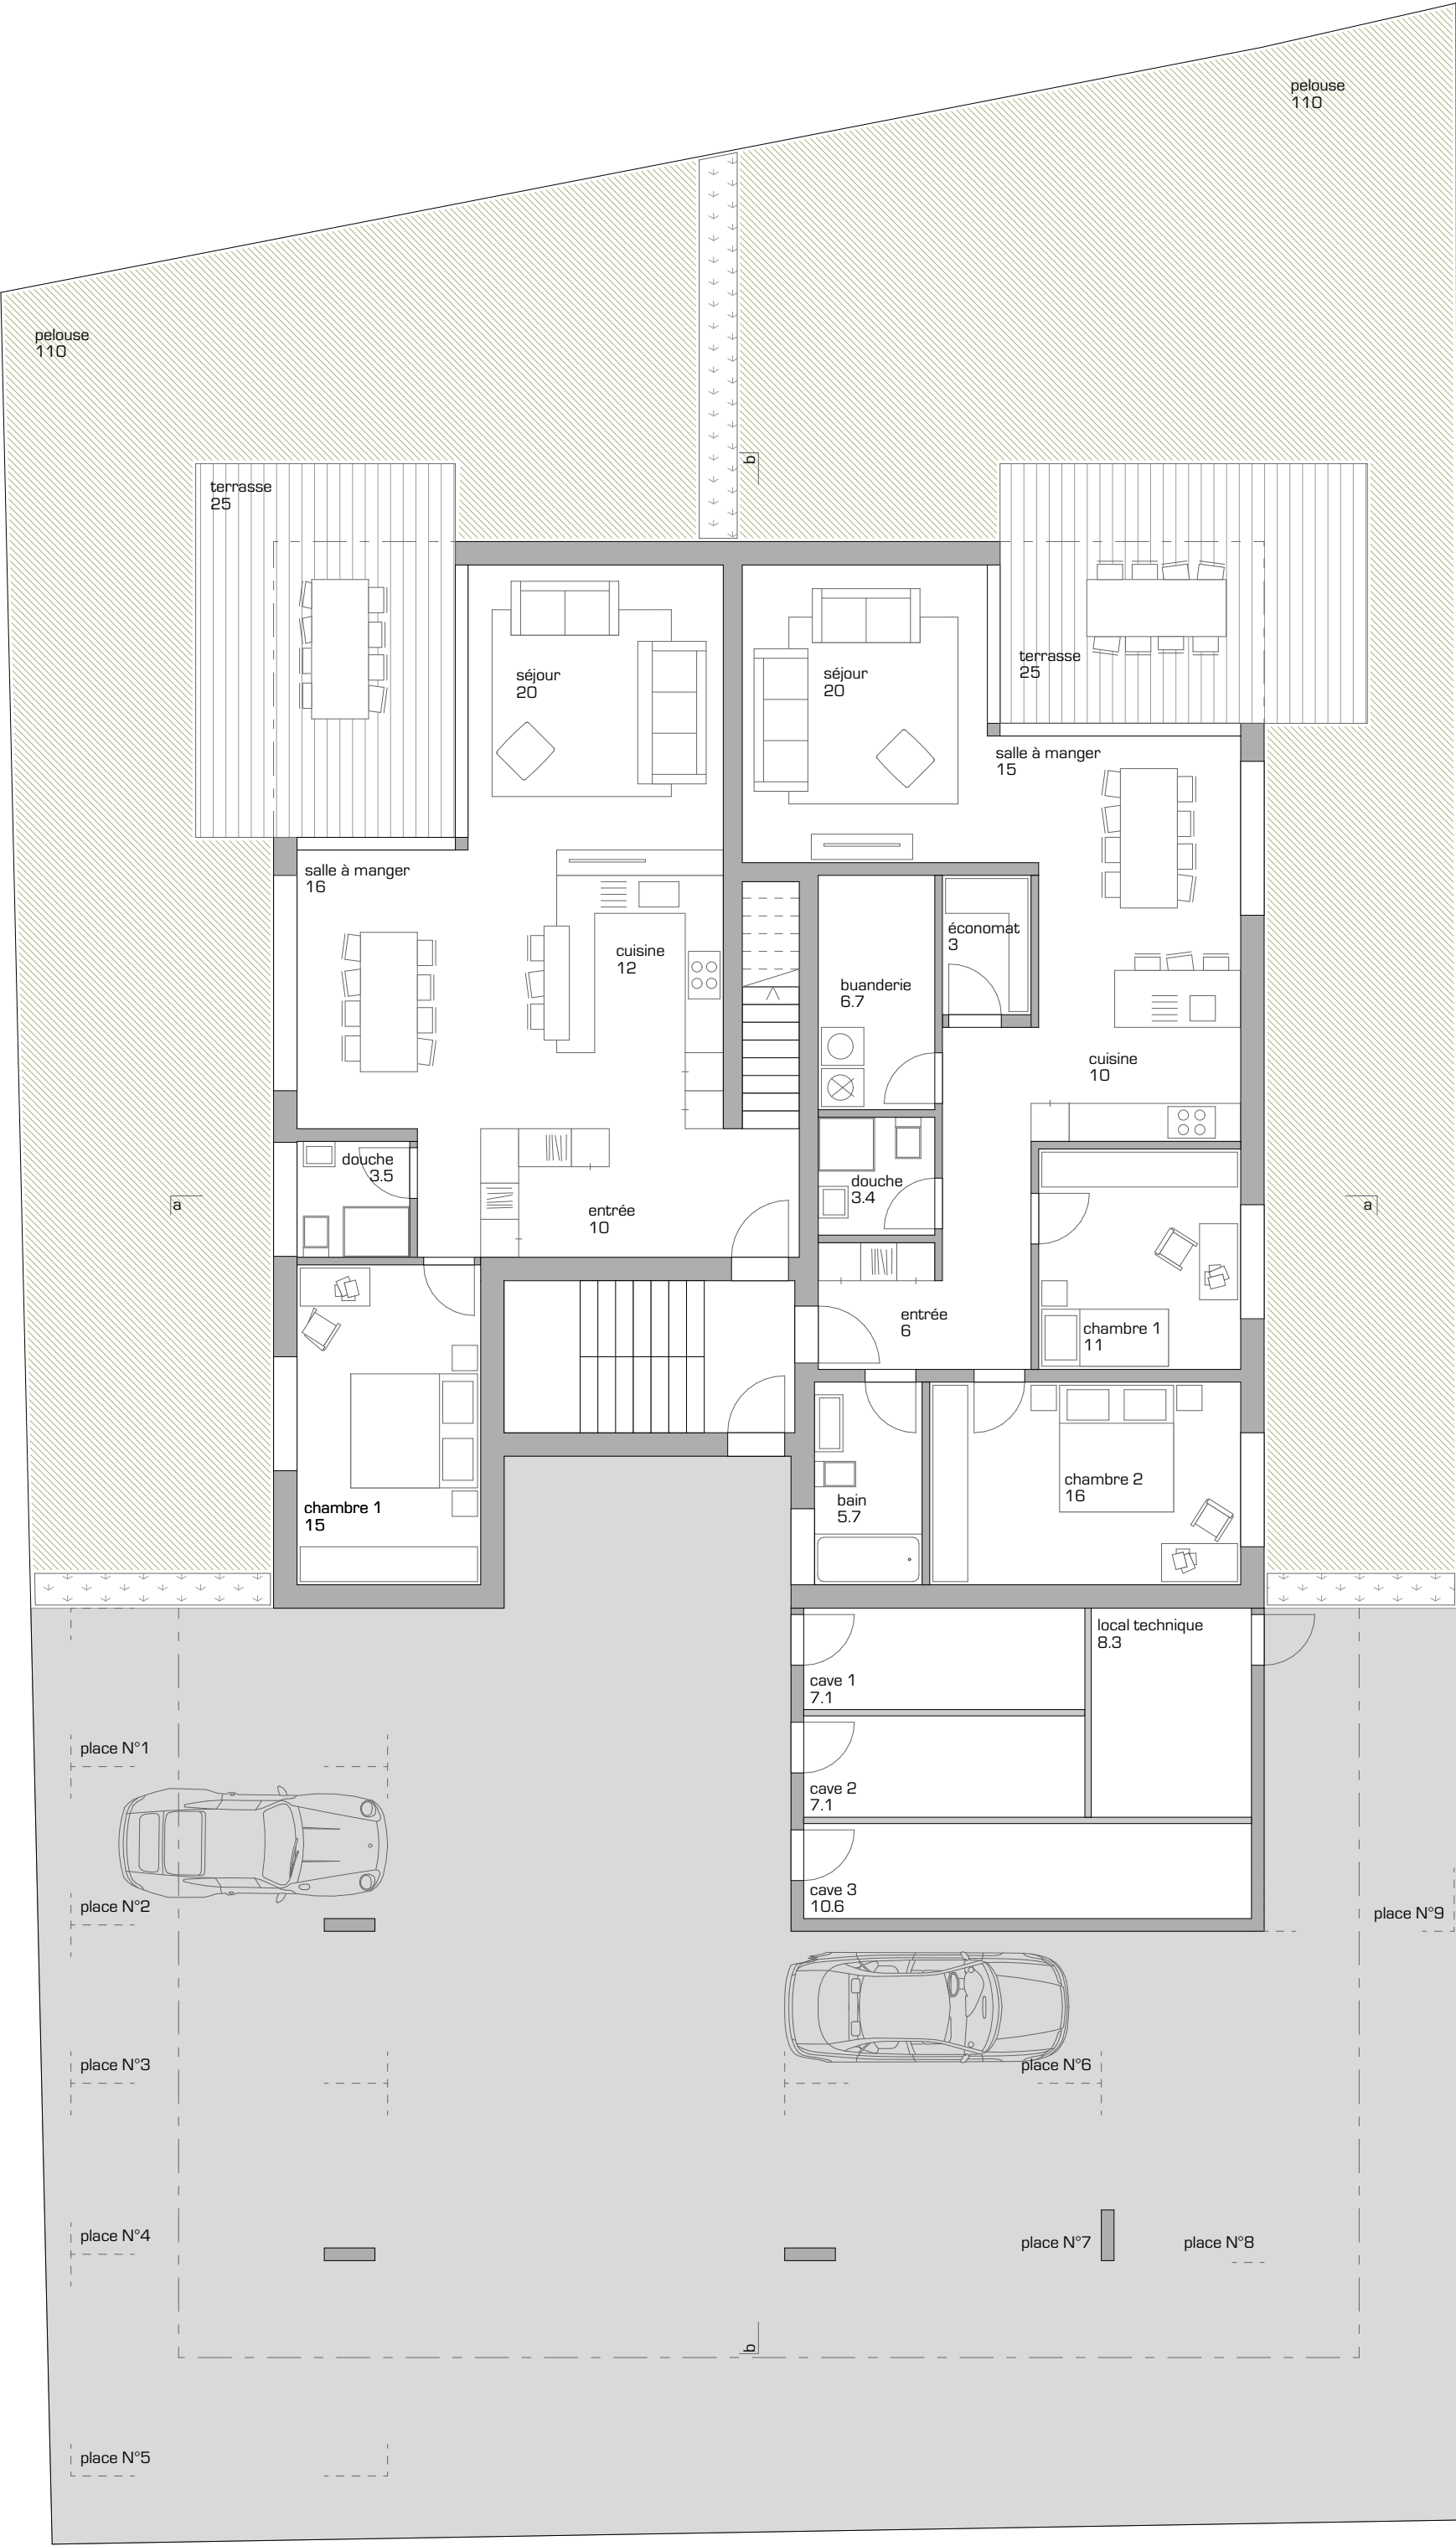 pelouse
110
pelouse
110
b
terrasse
25
terrasse
25
séjour
20
séjour
20
salle à manger
15
salle à manger
16
cuisine
12
économat
3
buanderie
6.7
cuisine
10
douche
3.5
douche
3.4
a
a
entrée
10
entrée
6
chambre 1
11
chambre 2
16
bain
5.7
chambre 1
15
local technique
8.3
cave 1
7.1
place N°1
cave 2
7.1
cave 3
10.6
place N°2
place N°9
place N°3
place N°6
place N°4
place N°7
place N°8
b
place N°5